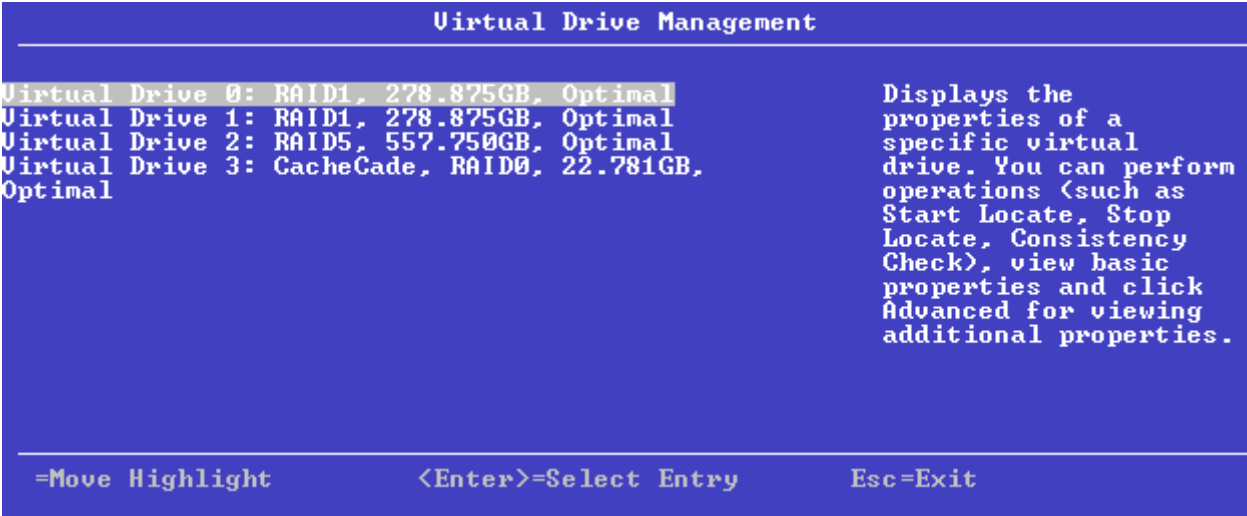 Virtual Drive Management
Virtual Drive 0: RAID1, 278.875GB, Optimal
Virtual Drive 1: RAID1, 278.875GB, Optimal
Virtual Drive 2: RAID5, 557.750GB, Optimal
Virtual Drive 3: CacheCade, RAID0, 22.781GB,
Optimal
Displays the
properties of a
specific virtual
drive. You can perform
operations (such as
Start Locate, Stop
Locate, Consistency
Check), view basic
properties and click
Advanced for viewing
additional properties.
=Move Highlight <Enter>=Select Entry Esc=Exit